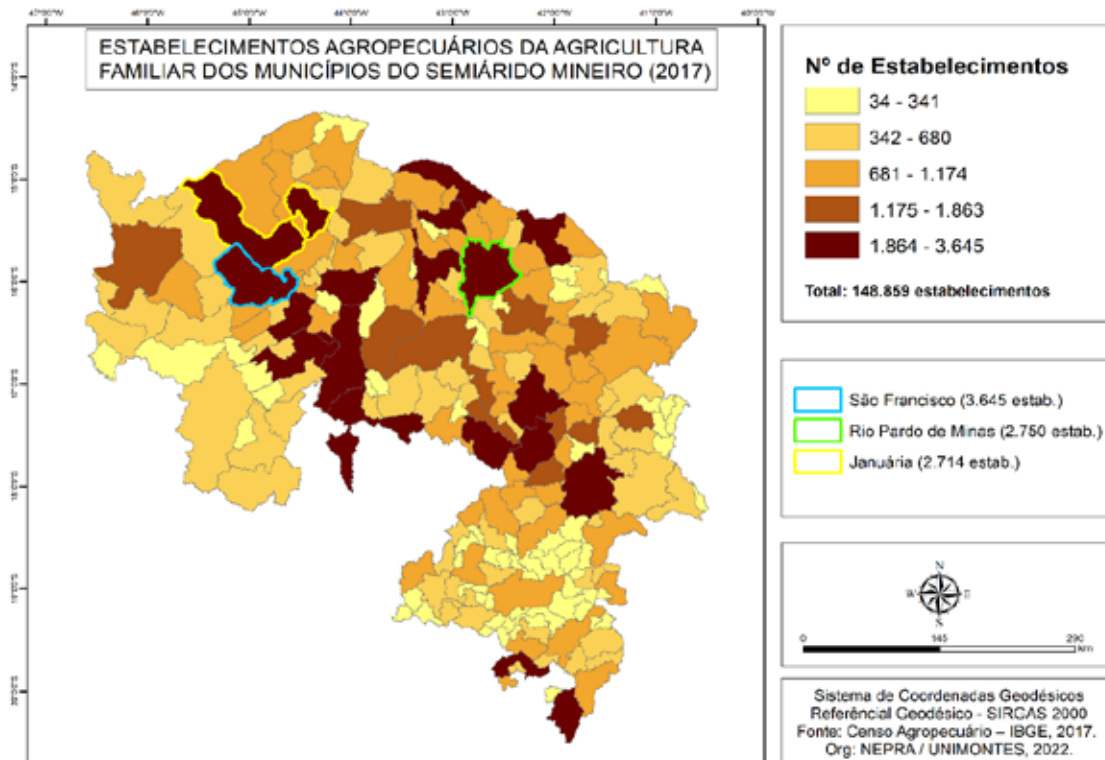 ESTABELECIMENTOS AGROPECUÁRIOS DA AGRICULTURA
FAMILIAR DOS MUNICÍPIOS DO SEMIÁRIDO MINEIRO (2017)
Nº de Estabelecimentos
34 - 341
342 - 680
681 - 1.174
1.175 - 1.863
1.864 - 3.645
Total: 148.859 estabelecimentos
São Francisco (3.645 estab.)
Rio Pardo de Minas (2.750 estab.)
Januária (2.714 estab.)
N
W E
S
0 145 290
km
Sistema de Coordenadas Geodésicos
Referêncial Geodésico - SIRCAS 2000
Fonte: Censo Agropecuário – IBGE, 2017.
Org: NEPRA / UNIMONTES, 2022.